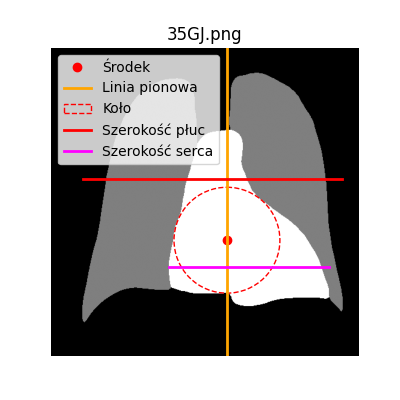 35GJ.png
Środek
Linia pionowa
Koło
Szerokość płuc
Szerokość serca